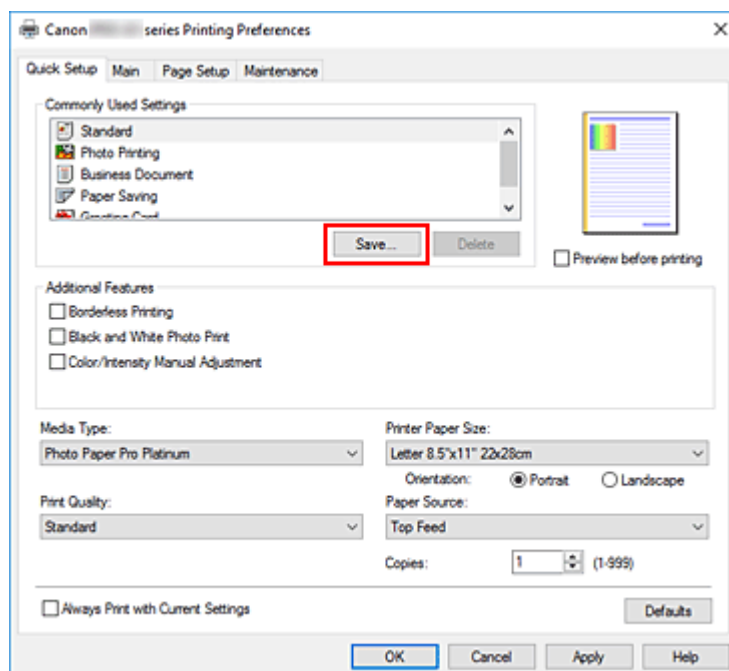 Canon series Printing Preferences
Quick Setup Main Page Setup Maintenance
Commonly Used Settings
Standard
Photo Printing
Business Document
Paper Saving
Greeting Card
Save... Delete
Preview before printing
Additional Features
Borderless Printing
Black and White Photo Print
Color/Intensity Manual Adjustment
Media Type: Printer Paper Size:
Photo Paper Pro Platinum Letter 8.5"x11" 22x28cm
Orientation: Portrait Landscape
Print Quality: Paper Source:
Standard Top Feed
Copies: 1 (1-999)
Always Print with Current Settings Defaults
OK Cancel Apply Help